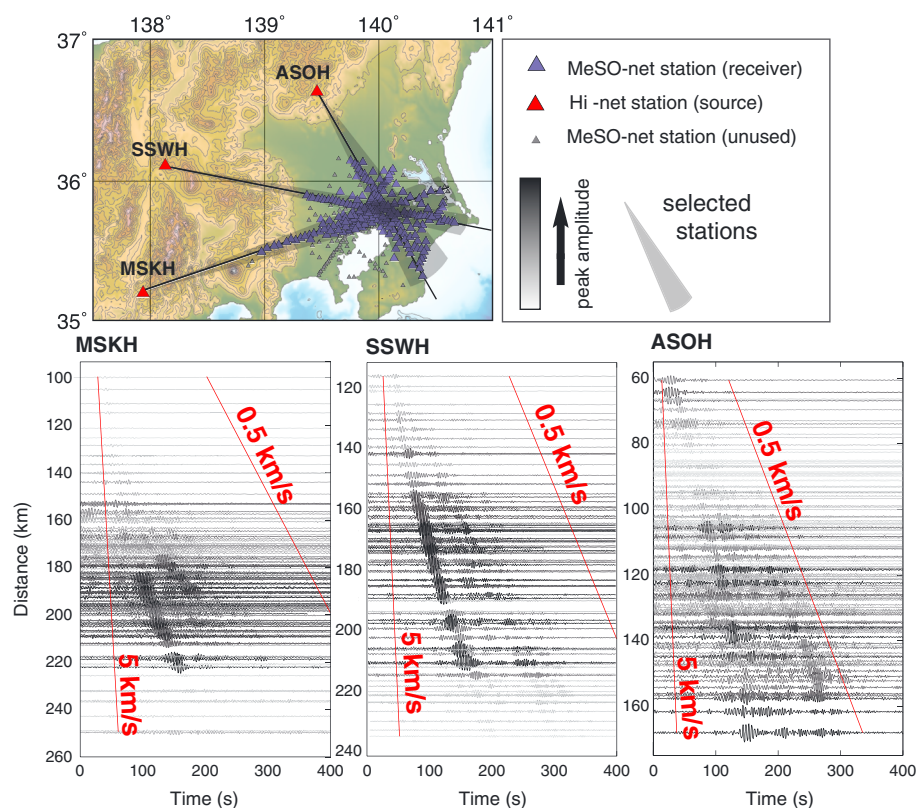 138˚ 139˚ 140˚ 141˚
37˚
36˚
35˚
ASOH
SSWH
MSKH
MeSO-net station (receiver)
Hi -net station (source)
MeSO-net station (unused)
peak amplitude
selected
stations
MSKH
SSWH
ASOH
100
120
140
160
180
200
220
240
260
Distance (km)
0.5 km/s
5 km/s
0 100 200 300 400
Time (s)
120
140
160
180
200
220
240
0.5 km/s
5 km/s
0 100 200 300 400
Time (s)
60
80
100
120
140
160
0.5 km/s
5 km/s
0 100 200 300 400
Time (s)